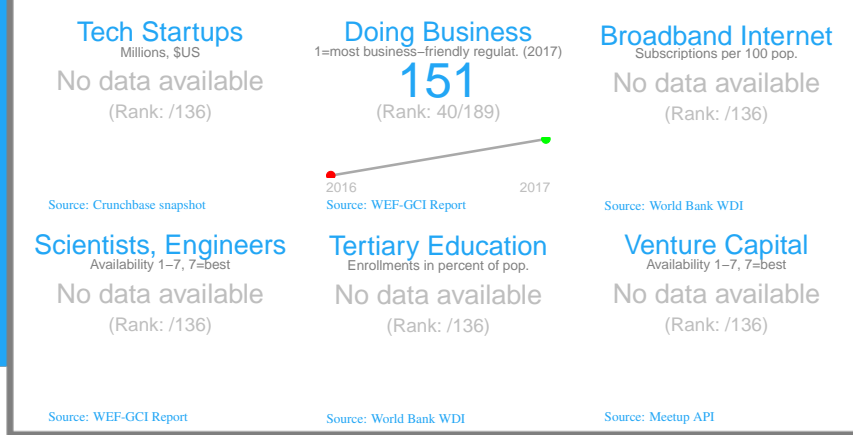 Tech Startups
Millions, $US
No data available
(Rank: /136)
Source: Crunchbase snapshot
Doing Business
1=most business−friendly regulat. (2017)
151
(Rank: 40/189)
2016 2017
Source: WEF-GCI Report
Broadband Internet
Subscriptions per 100 pop.
No data available
(Rank: /136)
Source: World Bank WDI
Scientists, Engineers
Availability 1−7, 7=best
No data available
(Rank: /136)
Source: WEF-GCI Report
Tertiary Education
Enrollments in percent of pop.
No data available
(Rank: /136)
Source: World Bank WDI
Venture Capital
Availability 1−7, 7=best
No data available
(Rank: /136)
Source: Meetup API